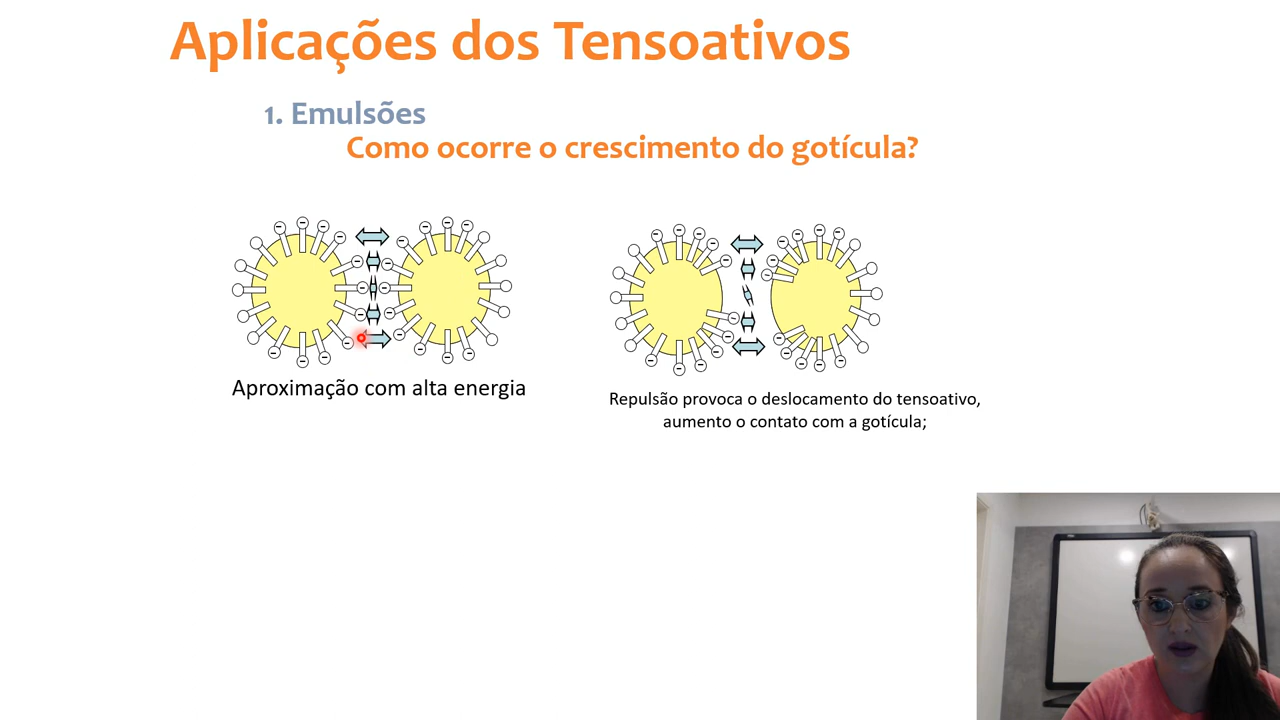 Aplicações dos Tensoativos
1. Emulsões
Como ocorre o crescimento do gotícula?
Aproximação com alta energia
Repulsão provoca o deslocamento do tensoativo,
aumento o contato com a gotícula;